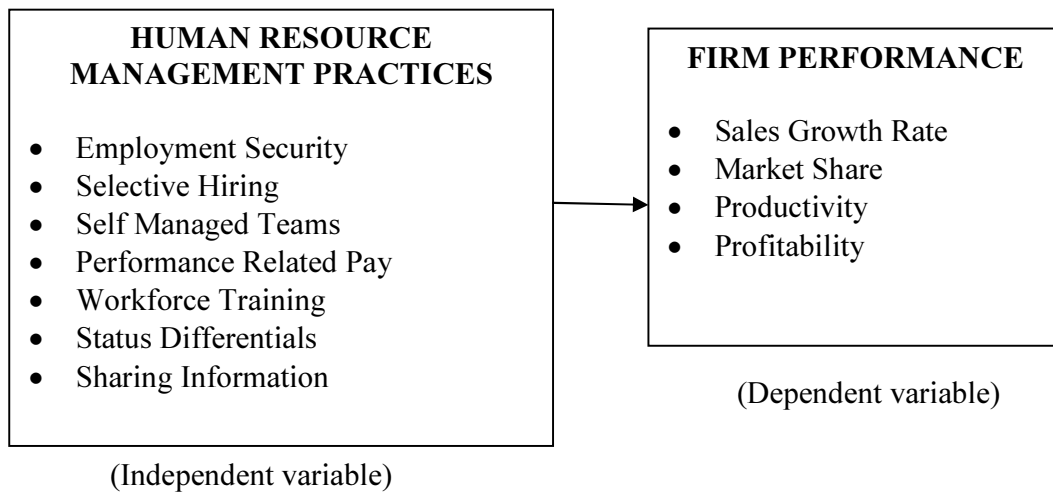 HUMAN RESOURCE
MANAGEMENT PRACTICES
• Employment Security
• Selective Hiring
• Self Managed Teams
• Performance Related Pay
• Workforce Training
• Status Differentials
• Sharing Information
(Independent variable)
FIRM PERFORMANCE
• Sales Growth Rate
• Market Share
• Productivity
• Profitability
(Dependent variable)